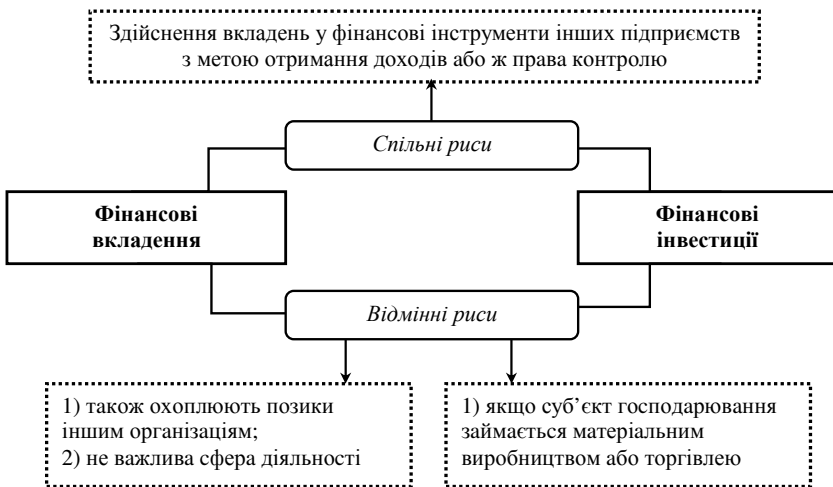 Здійснення вкладень у фінансові інструменти інших підприємств
з метою отримання доходів або ж права контролю
Спільні риси
Фінансові
вкладення
Фінансові
інвестиції
Відмінні риси
1) також охоплюють позики
іншим організаціям;
2) не важлива сфера діяльності
1) якщо суб’єкт господарювання
займається матеріальним
виробництвом або торгівлею